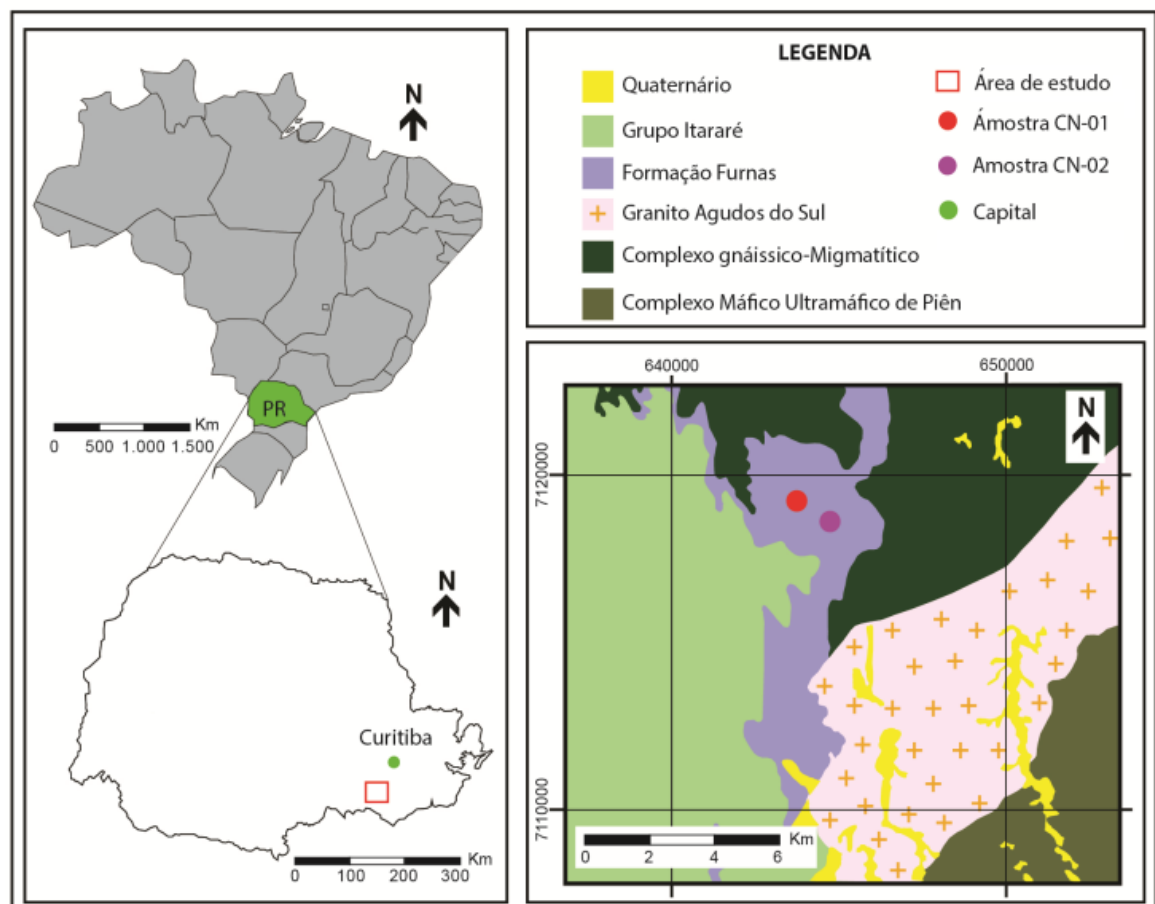 N
PR
Km
0 500 1.000 1.500
N
Curitiba
Km
0 100 200 300
LEGENDA
Quaternário
Grupo Itararé
Formação Furnas
Granito Agudos do Sul
Complexo gnáissico-Migmatítico
Complexo Máfico Ultramáfico de Piên
Área de estudo
Ámostra CN-01
Amostra CN-02
Capital
640000 650000
N
7120000
7110000
Km
0 2 4 6